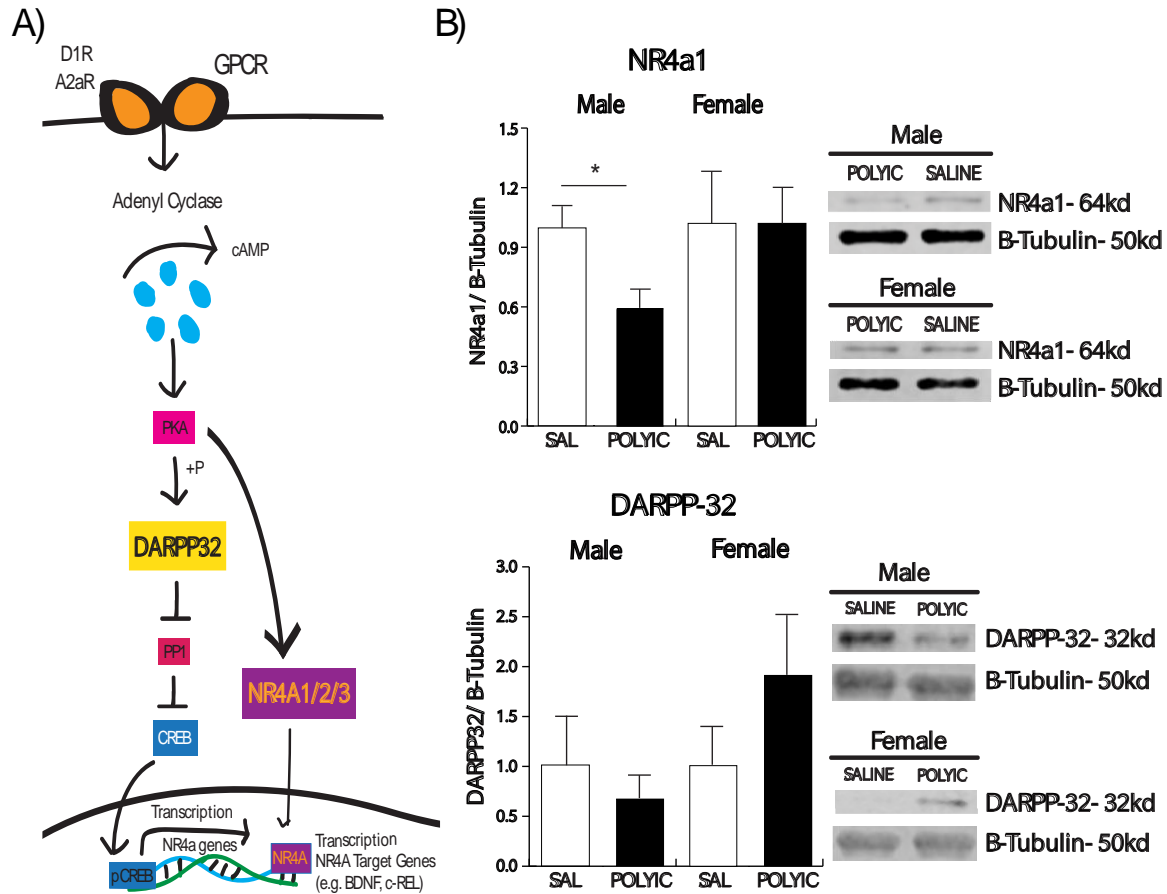 A)
D1R
A2aR
GPCR
Adenyl Cyclase
cAMP
PKA
+P
DARPP32
PP1
NR4A1/2/3
CREB
Transcription
NR4a genes
pCREB
NR4A
Transcription
NR4A Target Genes
(e.g. BDNF, c-REL)
B)
NR4a1
Male
Female
NR4a1/ B-Tubulin
1.5
1.2
0.9
0.6
0.3
0.0
*
SAL
POLYIC
SAL
POLYIC
Male
POLYIC SALINE
NR4a1- 64kd
B-Tubulin- 50kd
Female
POLYIC SALINE
NR4a1- 64kd
B-Tubulin- 50kd
DARPP-32
Male
Female
DARPP32/ B-Tubulin
3.0
2.5
2.0
1.5
1.0
0.5
0.0
SAL
POLYIC
SAL
POLYIC
Male
SALINE POLYIC
DARPP-32- 32kd
B-Tubulin- 50kd
Female
SALINE POLYIC
DARPP-32- 32kd
B-Tubulin- 50kd